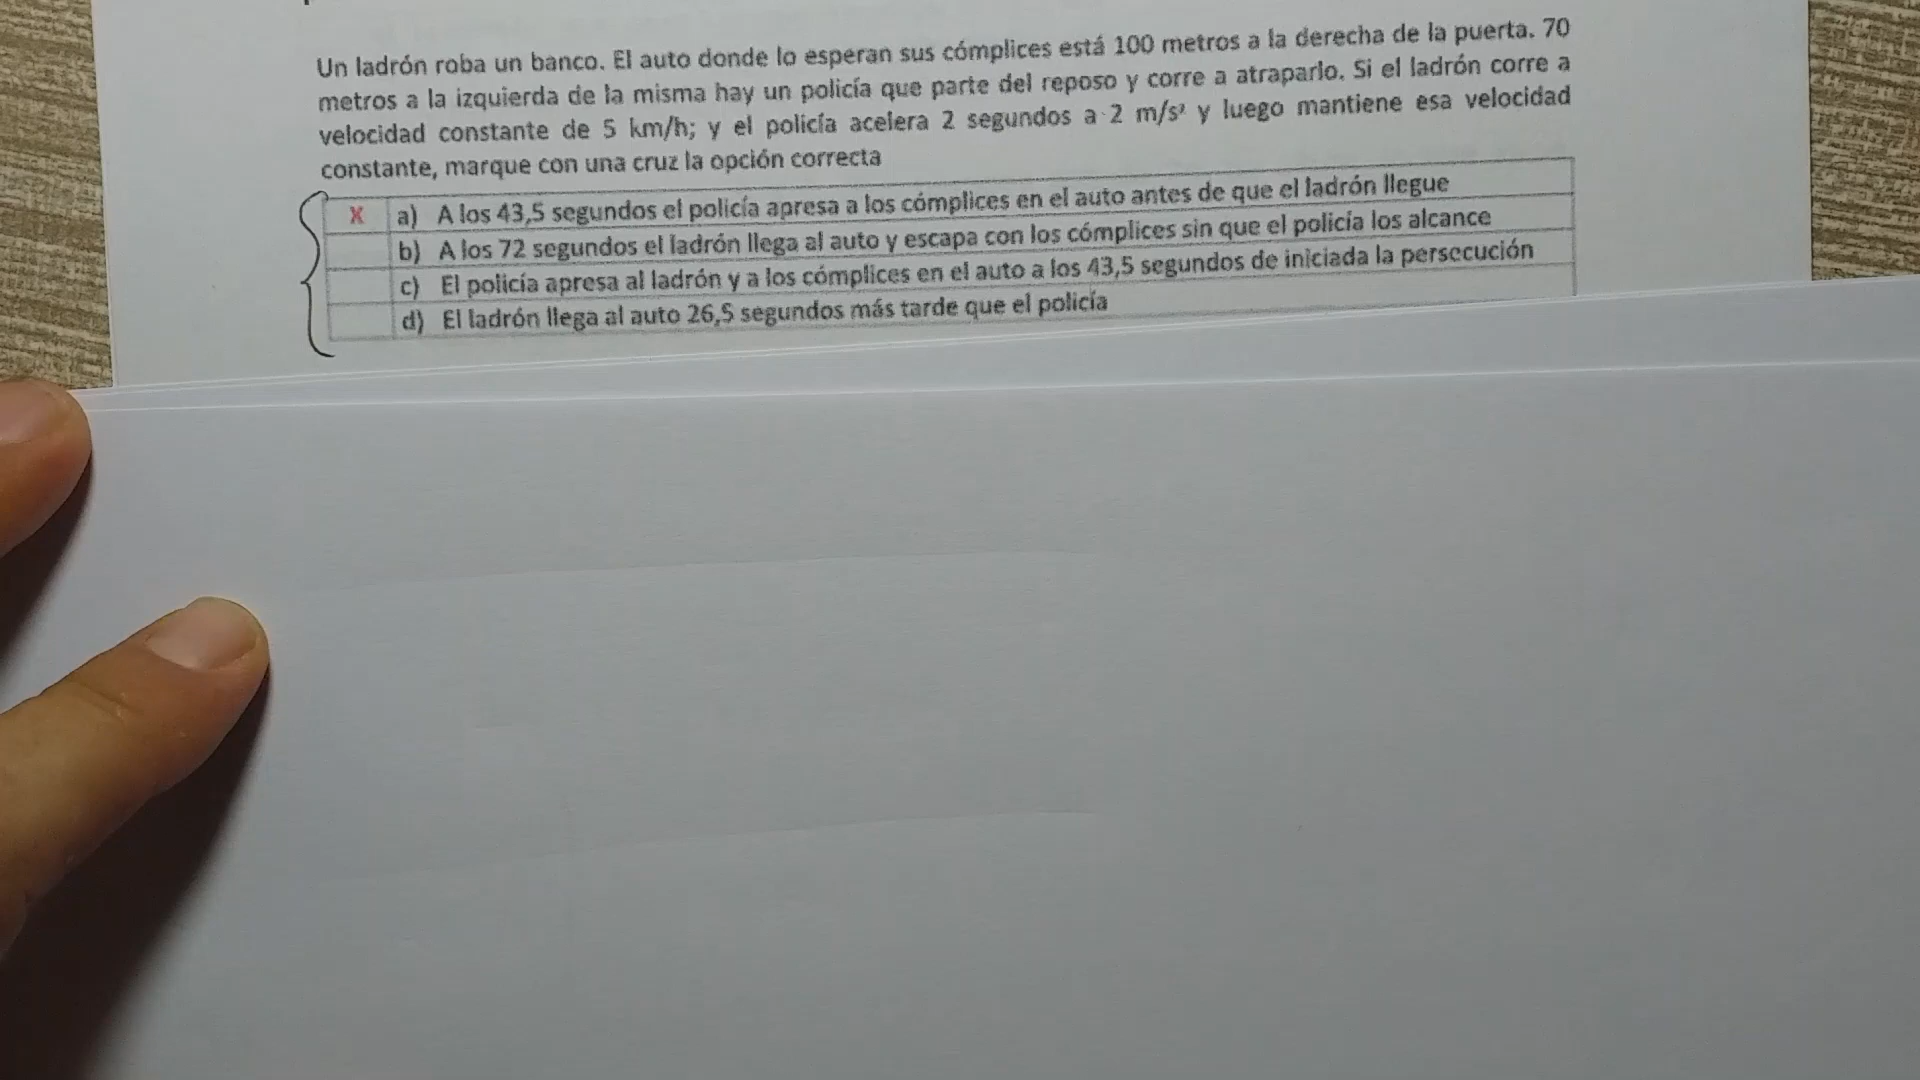 Un ladrón roba un banco. El auto donde lo esperan sus cómplices está 100 metros a la derecha de la puerta. 70
metros a la izquierda de la misma hay un policía que parte del reposo y corre a atraparlo. Si el ladrón corre a
velocidad constante de 5 km/h; y el policía acelera 2 segundos a 2 m/s² y luego mantiene esa velocidad
constante, marque con una cruz la opción correcta
X a) A los 43,5 segundos el policía apresa a los cómplices en el auto antes de que el ladrón llegue
b) A los 72 segundos el ladrón llega al auto y escapa con los cómplices sin que el policía los alcance
c) El policía apresa al ladrón y a los cómplices en el auto a los 43,5 segundos de iniciada la persecución
d) El ladrón llega al auto 26,5 segundos más tarde que el policía